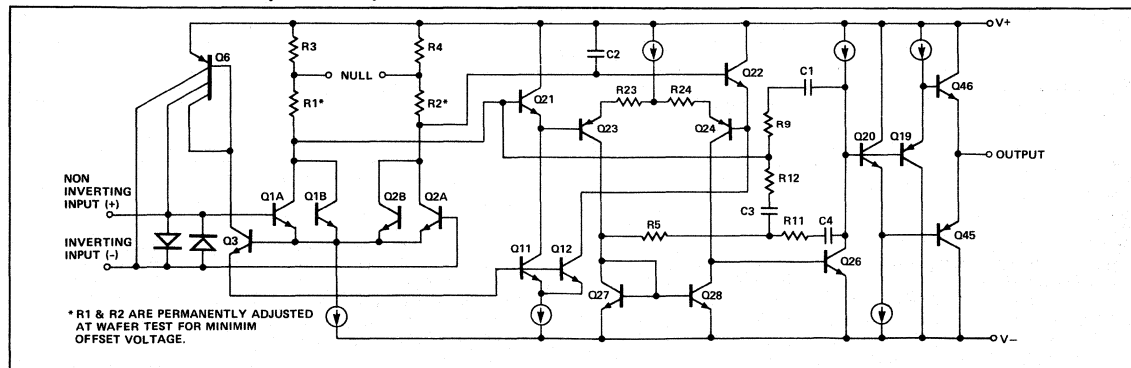 V+
Q6
R3
R4
C2
NULL
Q22
C1
Q46
R1*
R2*
Q21
R23
R24
Q23
Q24
R9
Q20
Q19
OUTPUT
R12
NON
INVERTING
INPUT (+)
Q1A
Q1B
Q2B
Q2A
C3
INVERTING
INPUT (-)
Q3
R5
R11
C4
Q45
Q11
Q12
Q26
Q27
Q28
* R1 & R2 ARE PERMANENTLY ADJUSTED
AT WAFER TEST FOR MINIMIM
OFFSET VOLTAGE.
V−